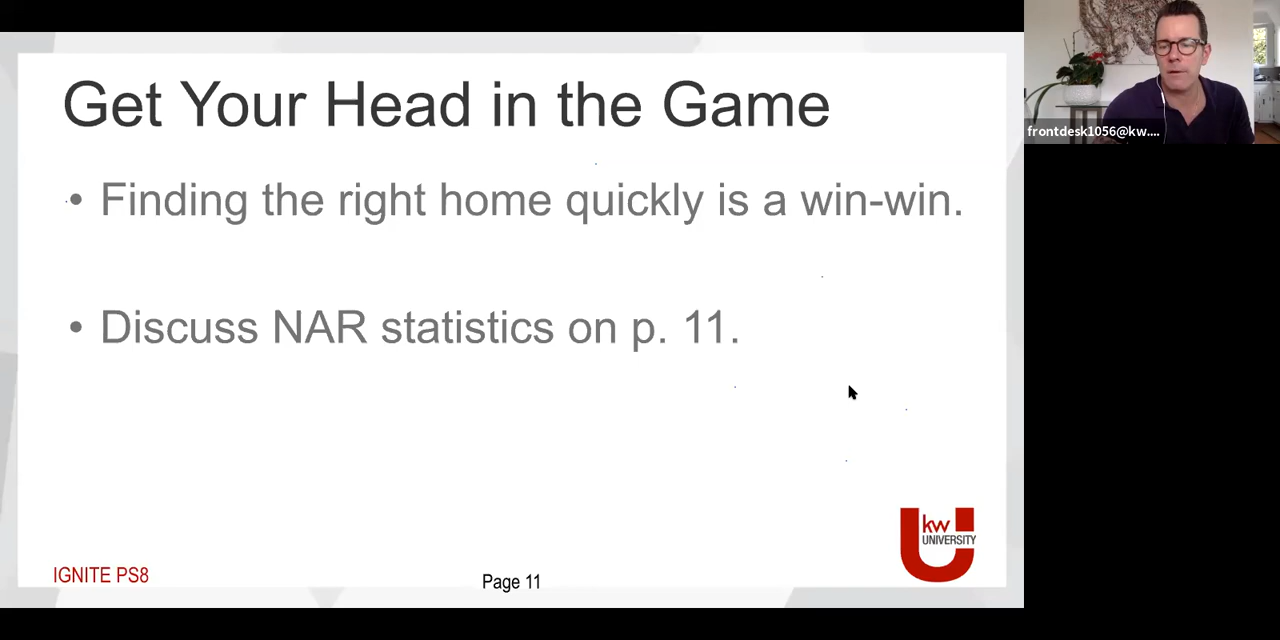 Get Your Head in the Game
• Finding the right home quickly is a win-win.
• Discuss NAR statistics on p. 11.
kw
UNIVERSITY
IGNITE PS8
Page 11
frontdesk1056@kw....